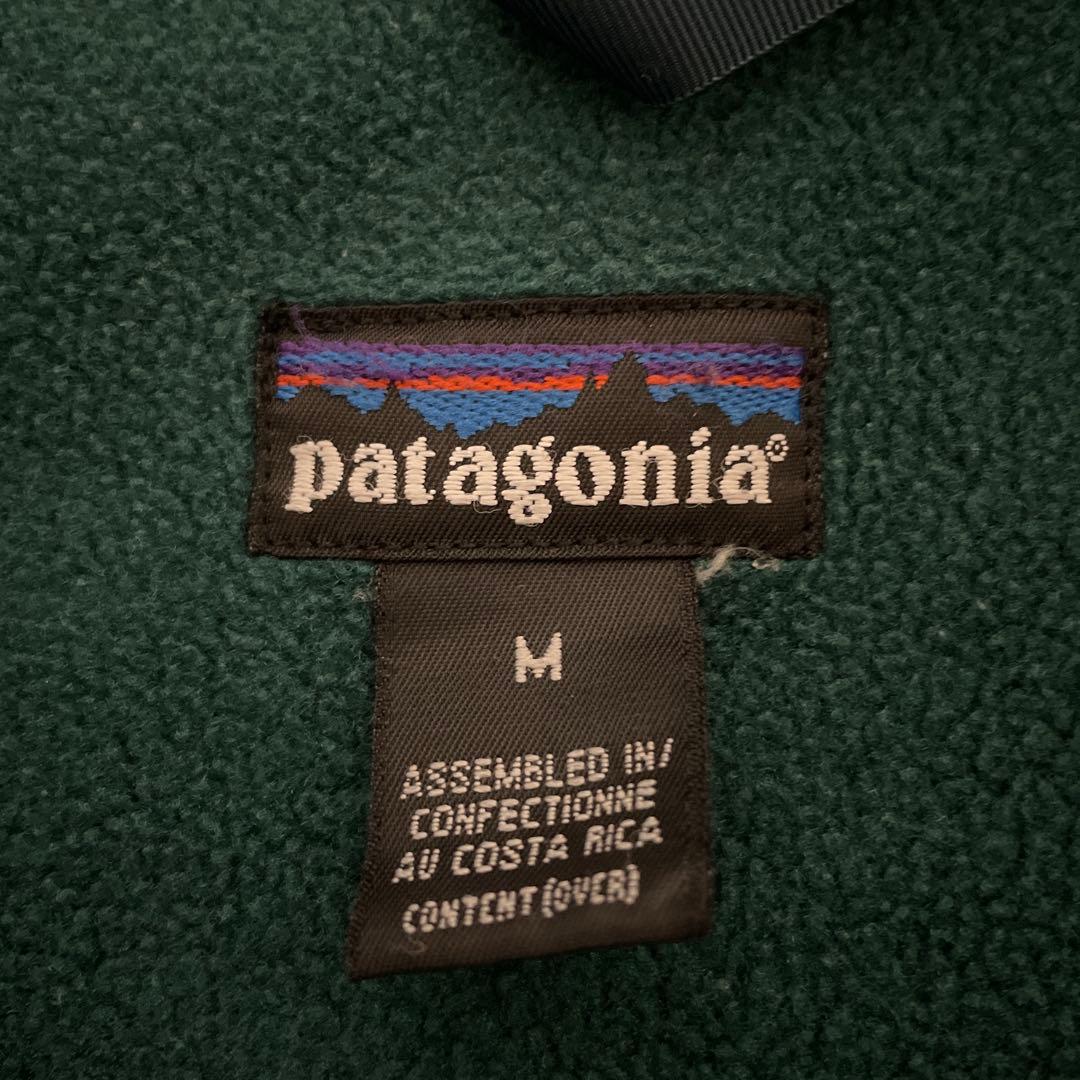 patagonia®
M
ASSEMBLED IN/
CONFECTIONNE
AU COSTA RICA
CONTENT (OVER)